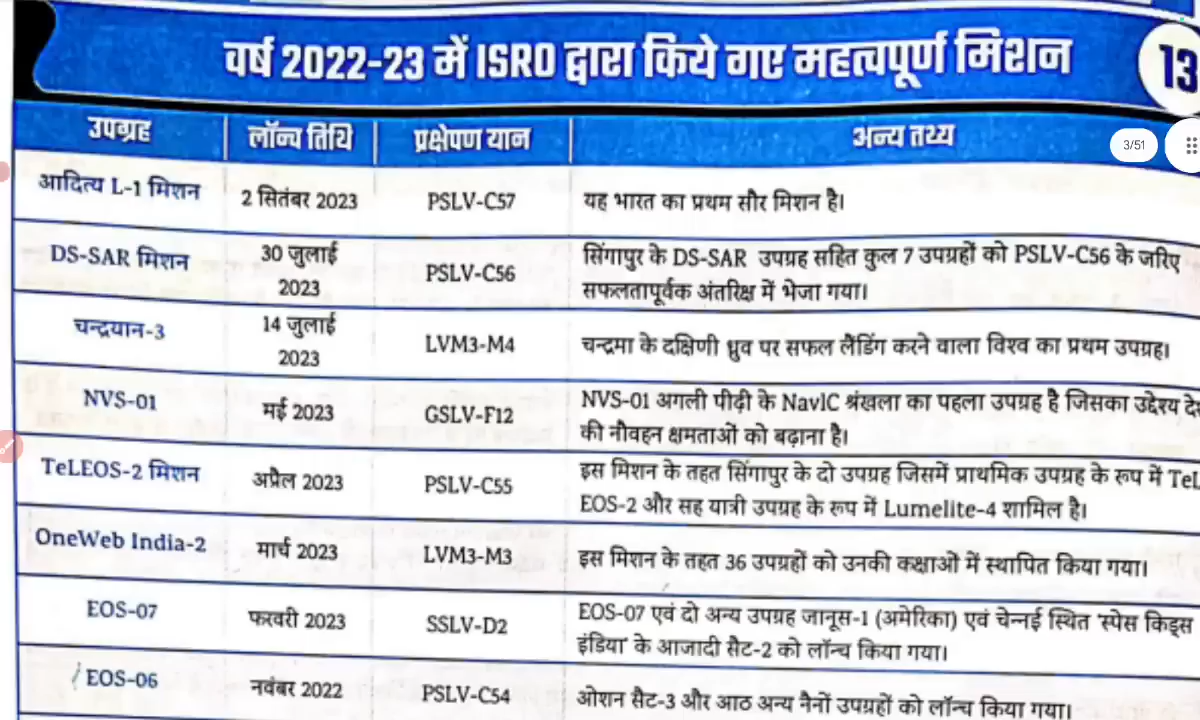 वर्ष 2022-23 में ISRO द्वारा किये गए महत्वपूर्ण मिशन
13
उपग्रह लॉन्च तिथि प्रक्षेपण यान अन्य तथ्य
3/51
आदित्य L-1 मिशन 2 सितंबर 2023 PSLV-C57 यह भारत का प्रथम सौर मिशन है।
DS-SAR मिशन 30 जुलाई 2023 PSLV-C56 सिंगापुर के DS-SAR उपग्रह सहित कुल 7 उपग्रहों को PSLV-C56 के जरिए
सफलतापूर्वक अंतरिक्ष में भेजा गया।
चन्द्रयान-3 14 जुलाई 2023 LVM3-M4 चन्द्रमा के दक्षिणी ध्रुव पर सफल लैंडिंग करने वाला विश्व का प्रथम उपग्रह।
NVS-01 मई 2023 GSLV-F12 NVS-01 अगली पीढ़ी के NavIC श्रंखला का पहला उपग्रह है जिसका उद्देश्य
की नौवहन क्षमताओं को बढ़ाना है।
TeLEOS-2 मिशन अप्रैल 2023 PSLV-C55 इस मिशन के तहत सिंगापुर के दो उपग्रह जिसमें प्राथमिक उपग्रह के रूप में TeL
EOS-2 और सह यात्री उपग्रह के रूप में Lumelite-4 शामिल है।
OneWeb India-2 मार्च 2023 LVM3-M3 इस मिशन के तहत 36 उपग्रहों को उनकी कक्षाओं में स्थापित किया गया।
EOS-07 फरवरी 2023 SSLV-D2 EOS-07 एवं दो अन्य उपग्रह जानूस-1 (अमेरिका) एवं चेन्नई स्थित 'स्पेस किड्स
इंडिया' के आजादी सैट-2 को लॉन्च किया गया।
EOS-06 नवंबर 2022 PSLV-C54 ओशन सैट-3 और आठ अन्य नैनों उपग्रहों को लॉन्च किया गया।